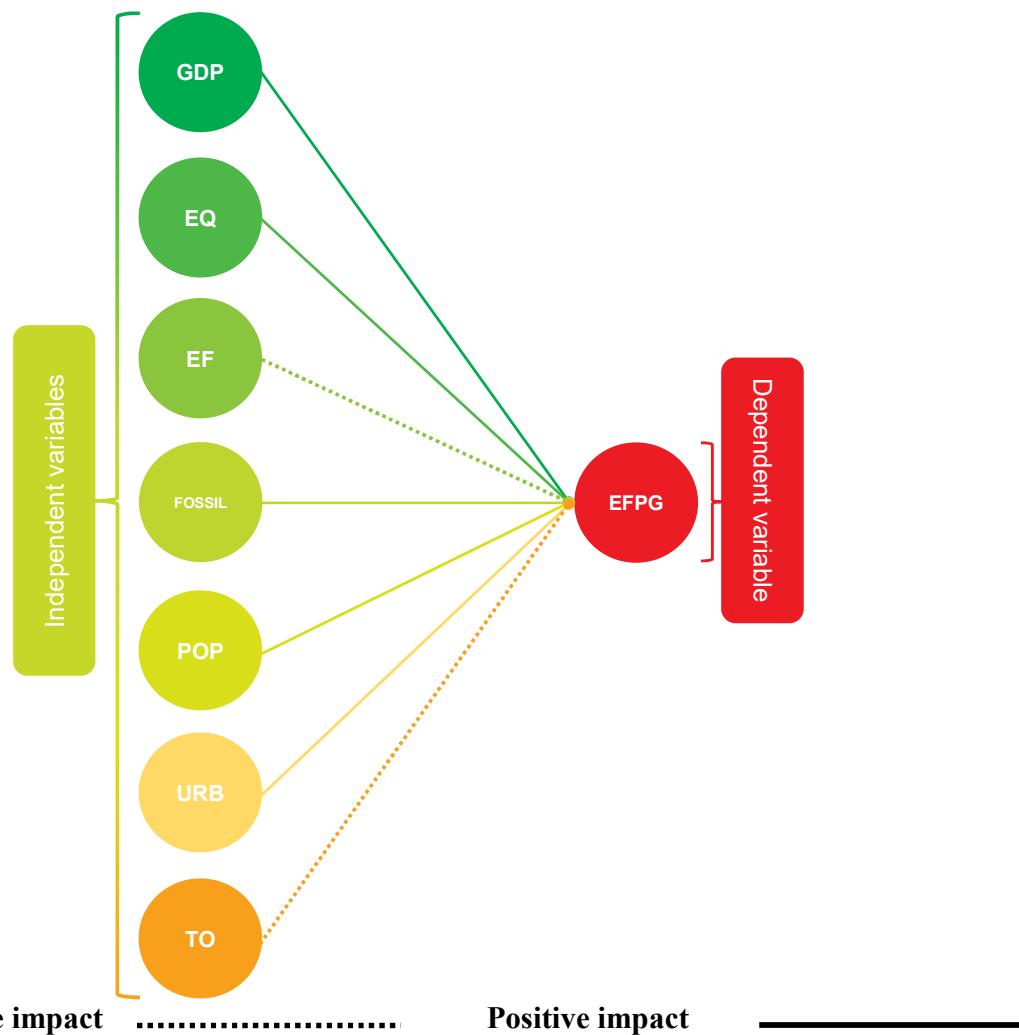 GDP
EQ
EF
FOSSIL
POP
URB
TO
Independent variables
EFPG
Dependent variable
e impact
Positive impact